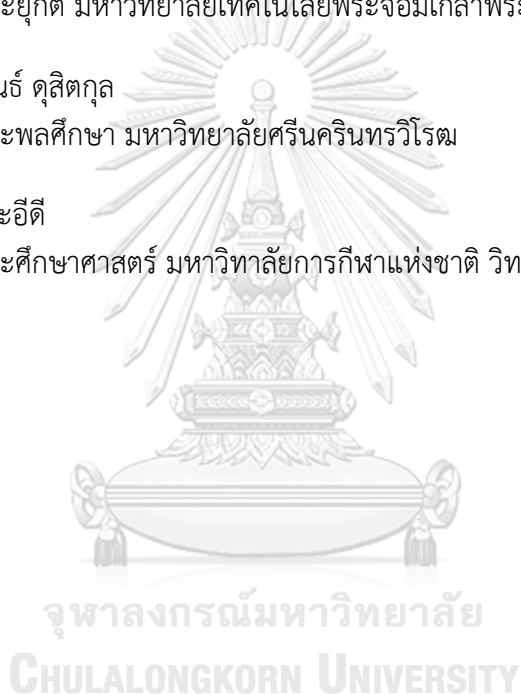 ะยุกต์ มหาวิทยาลัยเทคโนโลยีพระจอมเกล้าพระ
นธ์ ดุสิตกุล
ะพลศึกษา มหาวิทยาลัยศรีนครินทรวิโรฒ
ะอีดี
ะศึกษาศาสตร์ มหาวิทาลัยการกีฬาแห่งชาติ วิท
จุฬาลงกรณ์มหาวิทยาลัย
CHULALONGKORN UNIVERSITY